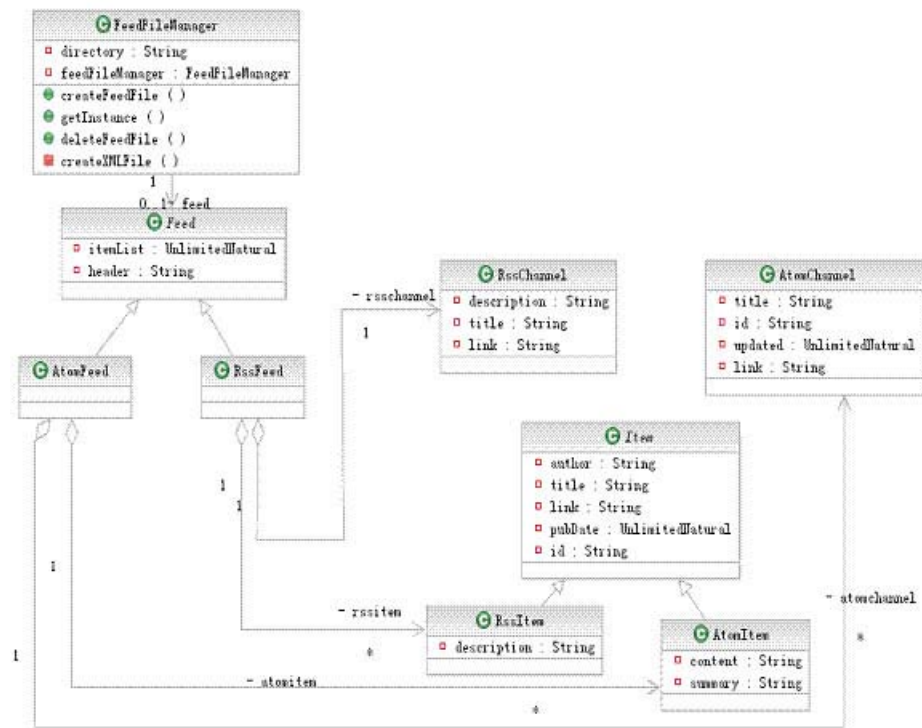 FeedFileManager
directory : String
feedFileManager : FeedFileManager
createFeedFile ( )
getInstance ( )
deleteFeedFile ( )
createXMLFile ( )
1
0..1- feed
Feed
itemList : UnlimitedNatural
header : String
RssChannel
description : String
title : String
link : String
AtomChannel
title : String
id : String
updated : UnlimitedNatural
link : String
- rsschannel
1
AtomFeed
RssFeed
Item
author : String
title : String
link : String
pubDate : UnlimitedNatural
id : String
1
1
1
- atomchannel
*
- rssitem
*
RssItem
description : String
AtomItem
content : String
summary : String
1
- atomitem
*